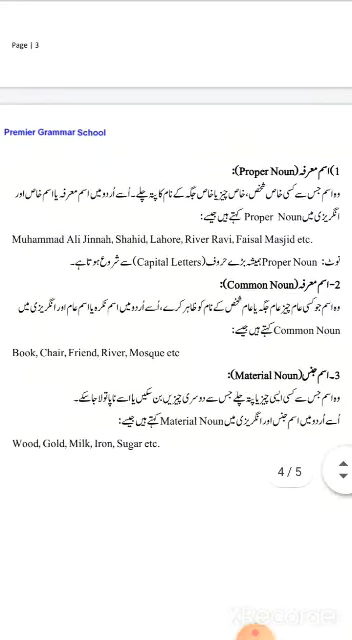 Page | 3
Premier Grammar School
1) اسم معرفہ (Proper Noun):
وہ اسم جس سے کسی خاص شخص، خاص چیز یا خاص جگہ کے نام کا پتہ چلے۔ اُسے اُردو میں اسم معرفہ یا اسم خاص اور
انگریزی میں Proper Noun کہتے ہیں جیسے:
Muhammad Ali Jinnah, Shahid, Lahore, River Ravi, Faisal Masjid etc.
نوٹ: Proper Noun ہمیشہ بڑے حروف (Capital Letters) سے شروع ہوتا ہے۔
2- اسم معرفہ (Common Noun):
وہ اسم جو کسی عام چیز عام جگہ یا عام شخص کے نام کو ظاہر کرے، اُسے اُردو میں اسم نکرہ یا اسم عام اور انگریزی میں
Common Noun کہتے ہیں جیسے:
Book, Chair, Friend, River, Mosque etc
3۔ اسم جنس (Material Noun):
وہ اسم جس سے کسی ایسی چیز کا پتہ چلے جس سے دوسری چیزیں بن سکیں یا اسے ناپا تولا جا سکے۔
اُسے اُردو میں اسم جنس اور انگریزی میں Material Noun کہتے ہیں جیسے:
Wood, Gold, Milk, Iron, Sugar etc.
4 / 5
XRecorder